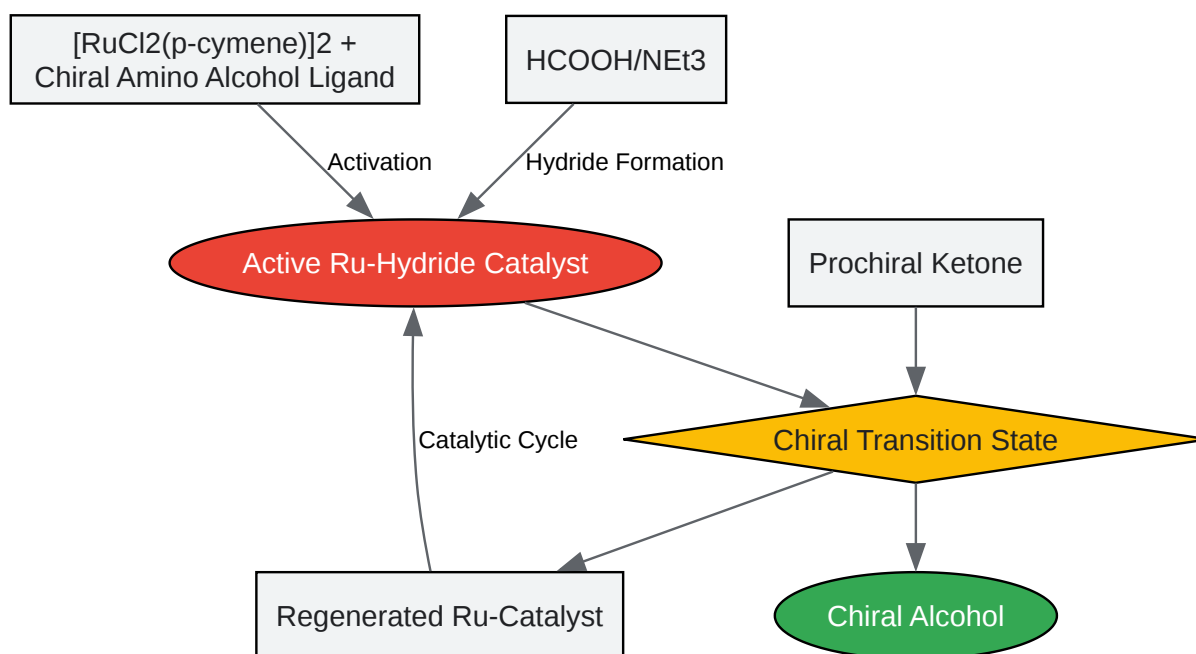 [RuCl2(p-cymene)]2 +
Chiral Amino Alcohol Ligand
HCOOH/NEt3
Activation
Hydride Formation
Active Ru-Hydride Catalyst
Prochiral Ketone
Catalytic Cycle
Chiral Transition State
Regenerated Ru-Catalyst
Chiral Alcohol